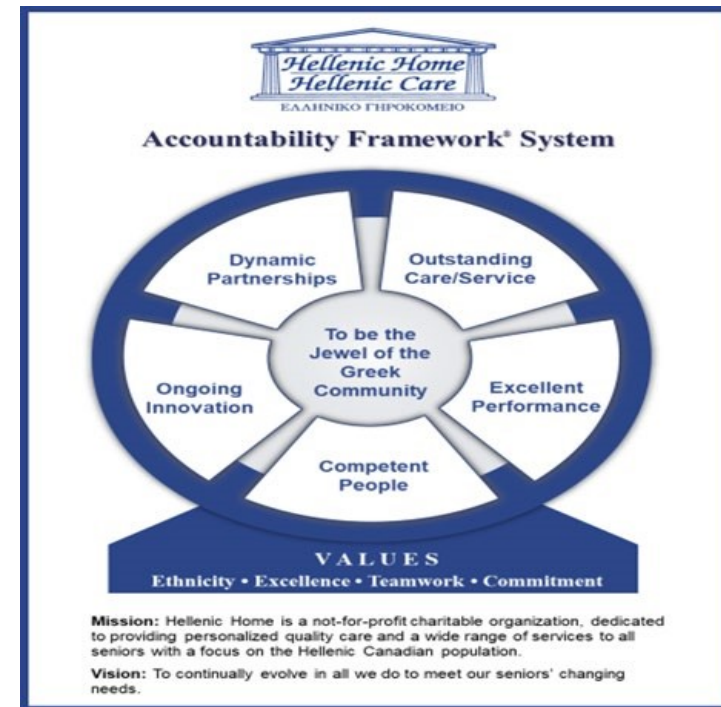 Hellenic Home
Hellenic Care
ΕΛΛΗΝΙΚΟ ΓΗΡΟΚΟΜΕΙΟ
Accountability Framework® System
Dynamic
Partnerships
Outstanding
Care/Service
To be the
Jewel of the
Greek
Community
Ongoing
Innovation
Excellent
Performance
Competent
People
VALUES
Ethnicity • Excellence • Teamwork • Commitment
Mission: Hellenic Home is a not-for-profit charitable organization, dedicated
to providing personalized quality care and a wide range of services to all
seniors with a focus on the Hellenic Canadian population.
Vision: To continually evolve in all we do to meet our seniors' changing
needs.